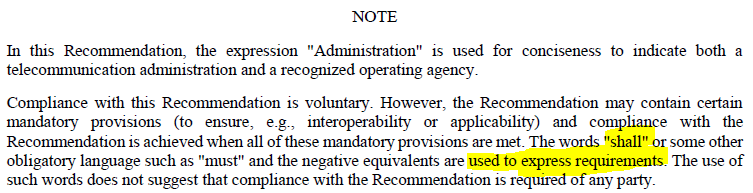 NOTE
In this Recommendation, the expression "Administration" is used for conciseness to indicate both a
telecommunication administration and a recognized operating agency.
Compliance with this Recommendation is voluntary. However, the Recommendation may contain certain
mandatory provisions (to ensure, e.g., interoperability or applicability) and compliance with the
Recommendation is achieved when all of these mandatory provisions are met. The words "shall" or some other
obligatory language such as "must" and the negative equivalents are used to express requirements. The use of
such words does not suggest that compliance with the Recommendation is required of any party.